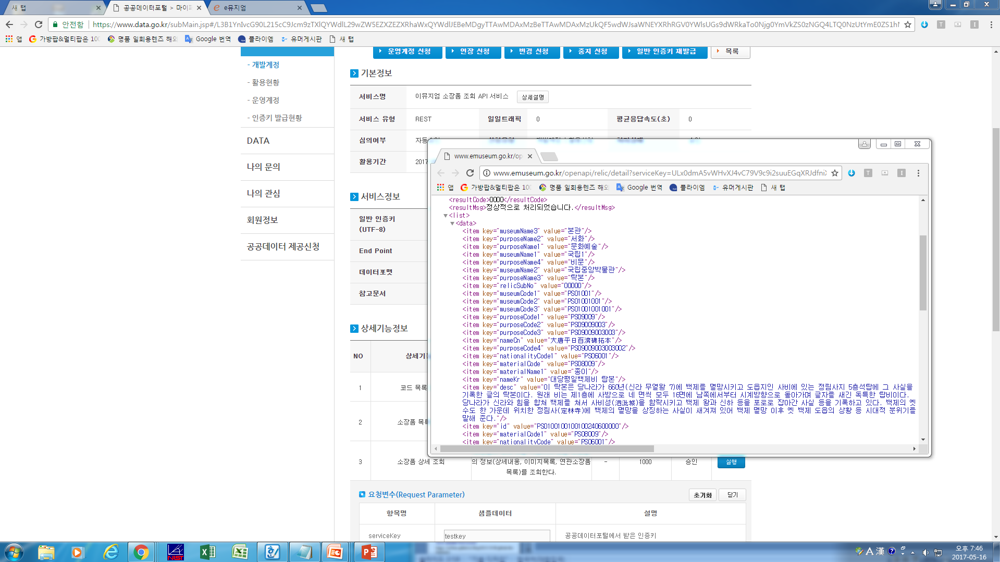 새 탭
공공데이터포털 > 마이
e뮤지엄
안전함
https://www.data.go.kr/subMain.jsp#/
앱
가방팝&멀티팝은 100
명품 일회용렌즈 해외
Google 번역
플라이엠
유머게시판
새 탭
- 개발계정
- 활용현황
- 운영계정
- 인증키 발급현황
DATA
나의 문의
나의 관심
회원정보
공공데이터 제공신청
운영계정 신청
연장 신청
변경 신청
중지 신청
일반 인증키 재발급
목록
기본정보
서비스명 이뮤지엄 소장품 조회 API 서비스 상세설명
서비스 유형 REST 일일트래픽 0 평균응답속도(초) 0
심의여부
활용기간 2017
서비스정보
일반 인증키
(UTF-8)
End Point
데이터포맷
참고문서
상세기능정보
NO 상세기
1 코드 목록
2 소장품 목록
3 소장품 상세 조회 의 정보(상세내용, 이미지목록, 연관소장품 목록)를 조회한다. - 1000 승인 실행
요청변수(Request Parameter) 초기화 닫기
항목명 샘플데이터 설명
serviceKey testkey 공공데이터포털에서 받은 인증키
www.emuseum.go.kr/op
www.emuseum.go.kr/openapi/relic/detail?serviceKey=
앱
가방팝&멀티팝은 100
명품 일회용렌즈 해외
Google 번역
플라이엠
유머게시판
새 탭
<resultCode>0000</resultCode>
<resultMsg>정상적으로 처리되었습니다.</resultMsg>
<list>
<data>
<item key="museumName3" value="본관"/>
<item key="purposeName2" value="서화"/>
<item key="purposeName1" value="문화예술"/>
<item key="museumName1" value="국립1"/>
<item key="purposeName4" value="비문"/>
<item key="museumName2" value="국립중앙박물관"/>
<item key="purposeName3" value="탁본"/>
<item key="relicSubNo" value="00000"/>
<item key="museumCode1" value="PS01001"/>
<item key="museumCode2" value="PS01001001"/>
<item key="museumCode3" value="PS01001001001"/>
<item key="purposeCode1" value="PS09009"/>
<item key="purposeCode2" value="PS09009003"/>
<item key="purposeCode3" value="PS09009003003"/>
<item key="nameCn" value="大唐平日百濟碑拓本"/>
<item key="purposeCode4" value="PS09009003003002"/>
<item key="nationalityCode1" value="PS06001"/>
<item key="materialCode" value="PS08009"/>
<item key="materialName1" value="종이"/>
<item key="nameKr" value="대당평일백제비 탑본"/>
<item key="desc" value="이 탁본은 당나라가 660년(신라 무열왕 7)에 백제를 멸망시키고 도읍지인 사비에 있는 정림사지 5층석탑에 그 사실을
기록한 글의 탁본이다. 원래 비는 제1층에 사방으로 네 면씩 모두 16면에 남쪽에서부터 시계방향으로 돌아가며 글자를 새긴 독특한 탑비이다.
당나라가 신라와 힘을 합쳐 백제를 쳐서 사비성(泗沘城)을 함략시키고 백제 왕과 신하 등을 포로로 잡아간 사실 등을 기록하고 있다. 백제의 옛
수도 한 가운데 위치한 정림사(定林寺)에 백제의 멸망을 상징하는 사실이 새겨져 있어 백제 멸망 이후 옛 백제 도읍의 상황 등 시대적 분위기를
말해 준다."/>
<item key="id" value="PS0100100100100240600000"/>
<item key="materialCode1" value="PS08009"/>
<item key="nationalityCode" value="PS06001"/>
NIST
A 漢
오후 7:46
2017-05-16